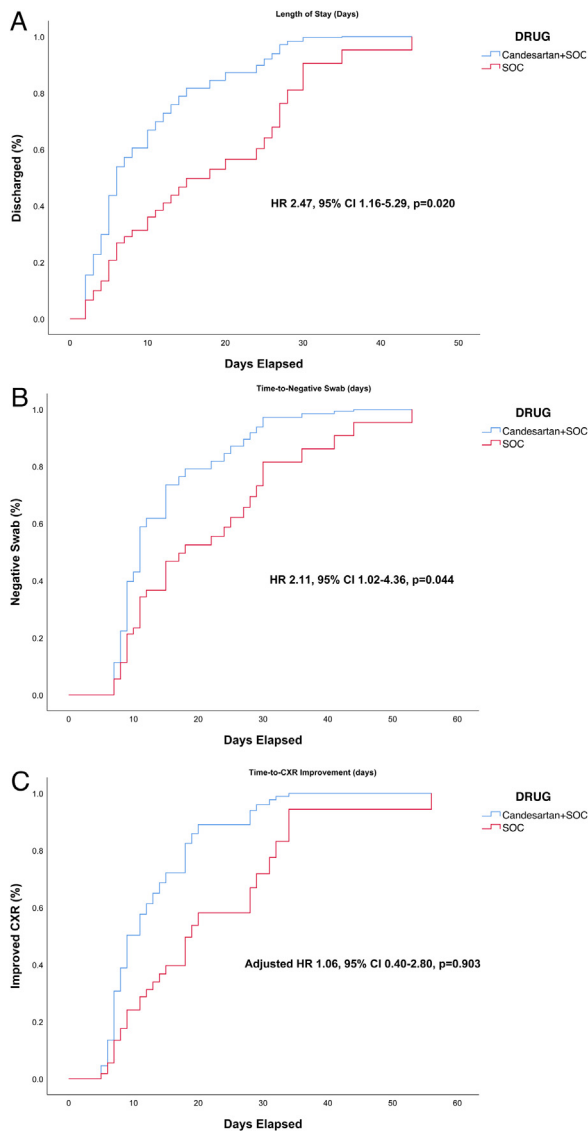 A
Length of Stay (Days)
DRUG
Candesartan+SOC
SOC
1.0
0.8
0.6
0.4
0.2
0.0
Discharged (%)
HR 2.47, 95% CI 1.16-5.29, p=0.020
0 10 20 30 40 50
Days Elapsed
B
Time-to-Negative Swab (days)
DRUG
Candesartan+SOC
SOC
1.0
0.8
0.6
0.4
0.2
0.0
Negative Swab (%)
HR 2.11, 95% CI 1.02-4.36, p=0.044
0 10 20 30 40 50 60
Days Elapsed
C
Time-to-CXR Improvement (days)
DRUG
Candesartan+SOC
SOC
1.0
0.8
0.6
0.4
0.2
0.0
Improved CXR (%)
Adjusted HR 1.06, 95% CI 0.40-2.80, p=0.903
0 10 20 30 40 50 60
Days Elapsed